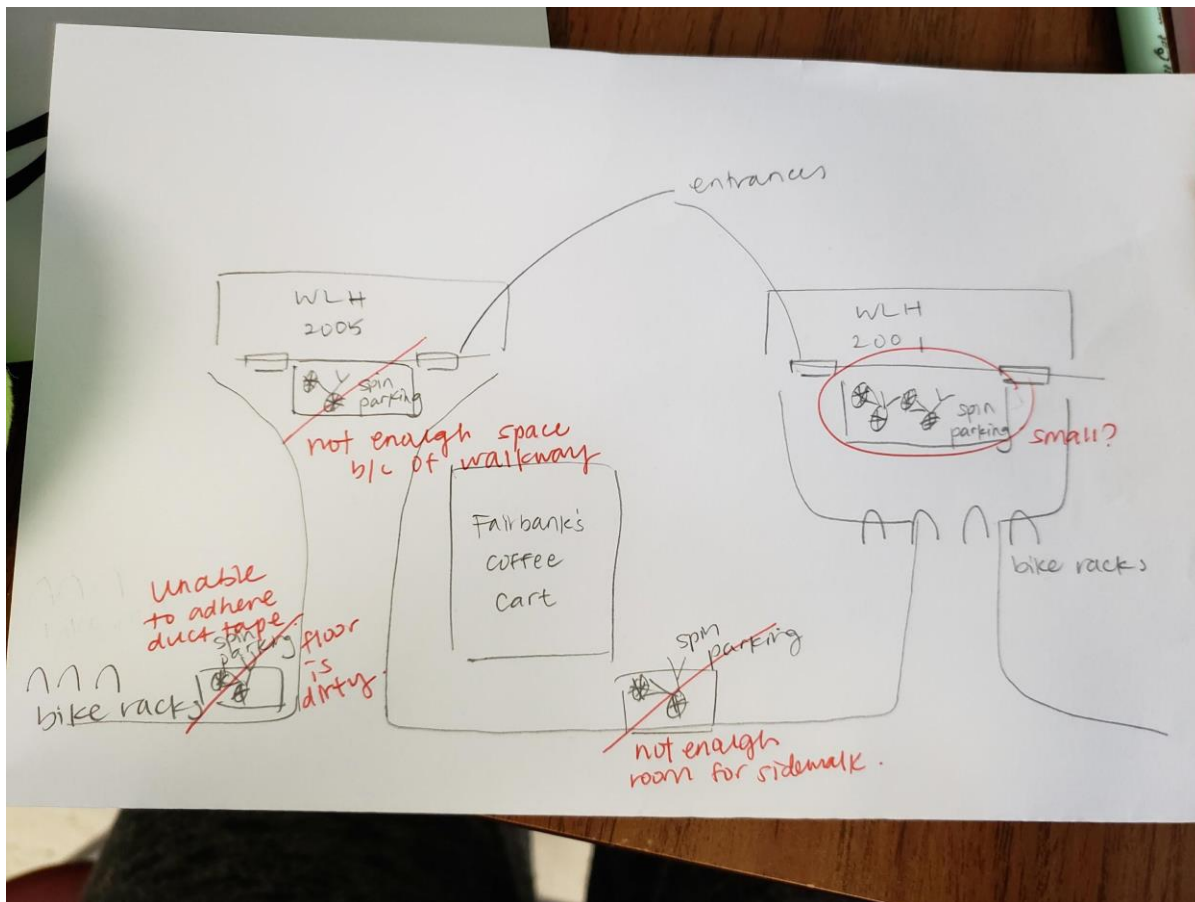 entrances
WLH
2005
spin
parking
not enough space
b/c of walkway
WLH
2001
spin
parking
small?
bike racks
Fairbank's
coffee
cart
unable
to adhere
duct tape.
floor
is
dirty.
spin
parking
bike racks
spin
parking
not enough
room for sidewalk.